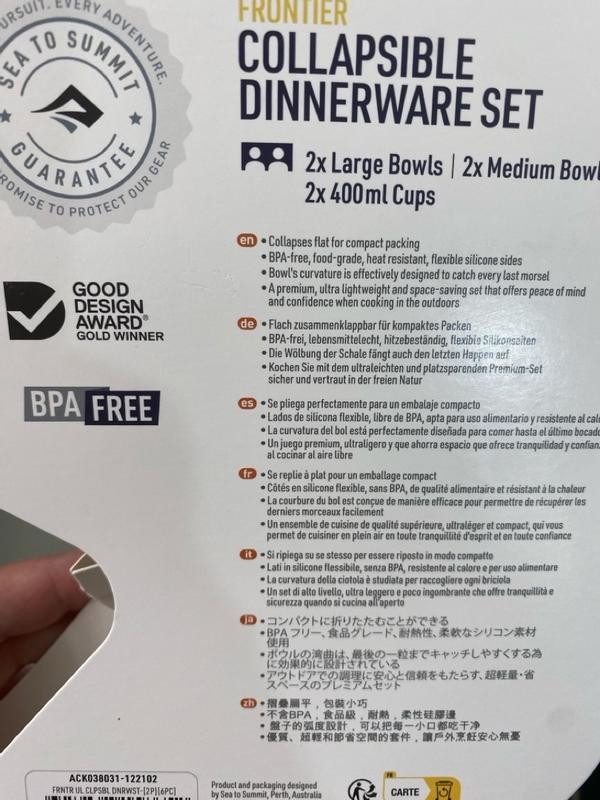 URSUIT. EVERY ADVENTURE.
SEA TO SUMMIT
GUARANTEE
PROMISE TO PROTECT OUR GEAR
FRONTIER
COLLAPSIBLE
DINNERWARE SET
2x Large Bowls | 2x Medium Bowl
2x 400ml Cups
GOOD
DESIGN
AWARD®
GOLD WINNER
BPA FREE
en • Collapses flat for compact packing
• BPA-free, food-grade, heat resistant, flexible silicone sides
• Bowl's curvature is effectively designed to catch every last morsel
• A premium, ultra lightweight and space-saving set that offers peace of mind
and confidence when cooking in the outdoors
de • Flach zusammenklappbar für kompaktes Packen
• BPA-frei, lebensmittelecht, hitzebeständig, flexible Silikonseiten
• Die Wölbung der Schale fängt auch den letzten Happen auf
• Kochen Sie mit dem ultraleichten und platzsparenden Premium-Set
sicher und vertraut in der freien Natur
es • Se pliega perfectamente para un embalaje compacto
• Lados de silicona flexible, libre de BPA, apta para uso alimentario y resistente al calo
• La curvatura del bol está perfectamente diseñada para comer hasta el último bocado
• Un juego premium, ultraligero y que ahorra espacio que ofrece tranquilidad y confian
al cocinar al aire libre
fr • Se replie à plat pour un emballage compact
• Côtés en silicone flexible, sans BPA, de qualité alimentaire et résistant à la chaleur
• La courbure du bol est conçue de manière efficace pour permettre de récupérer les
derniers morceaux facilement
• Un ensemble de cuisine de qualité supérieure, ultraléger et compact, qui vous
permet de cuisiner en plein air en toute tranquillité d'esprit et en toute confiance
it • Si ripiega su se stesso per essere riposto in modo compatto
• Lati in silicone flessibile, senza BPA, resistente al calore e per uso alimentare
• La curvatura della ciotola è studiata per raccogliere ogni briciola
• Un set di alto livello, ultra leggero e poco ingombrante che offre tranquillità e
sicurezza quando si cucina all'aperto
ja • コンパクトに折りたたむことができる
• BPA フリー、食品グレード、耐熱性、柔軟なシリコン素材
使用
• ボウルの湾曲は、最後の一粒までキャッチしやすくする為
に効果的に設計されている
• アウトドアでの調理に安心と信頼をもたらす、超軽量・省
スペースのプレミアムセット
zh • 摺疊扁平，包裝小巧
• 不含BPA，食品級，耐熱，柔性硅膠邊
• 盤子的弧度設計，可以把每一小口都吃干净
• 優質、超輕和節省空間的套件，讓戶外烹飪安心無憂
ACK038031-122102
FRNTR UL CLPSBL DNRWST-[2P][6PC]
Product and packaging designed
by Sea to Summit, Perth, Australia
FR
CARTE